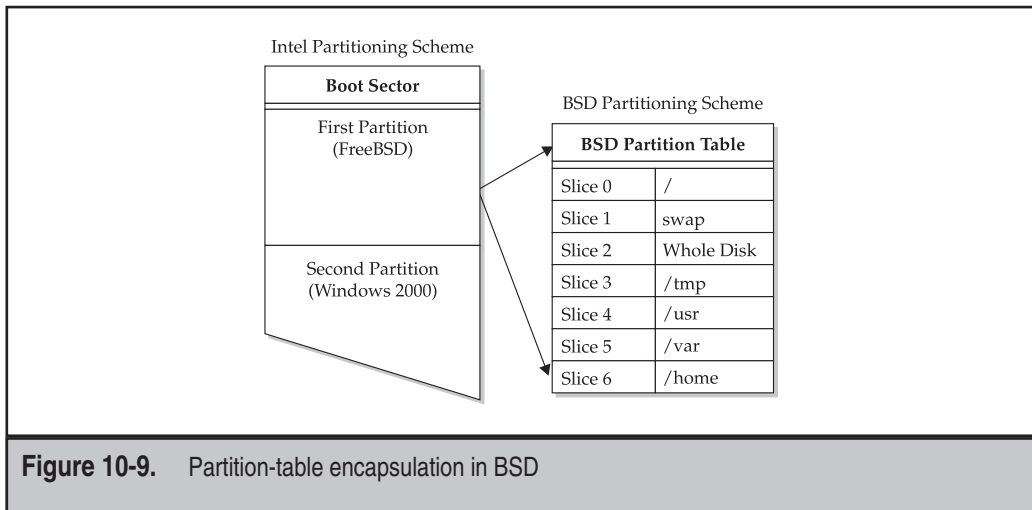 Intel Partitioning Scheme
Boot Sector
First Partition
(FreeBSD)
Second Partition
(Windows 2000)
BSD Partitioning Scheme
BSD Partition Table
Slice 0 /
Slice 1 swap
Slice 2 Whole Disk
Slice 3 /tmp
Slice 4 /usr
Slice 5 /var
Slice 6 /home
Figure 10-9. Partition-table encapsulation in BSD